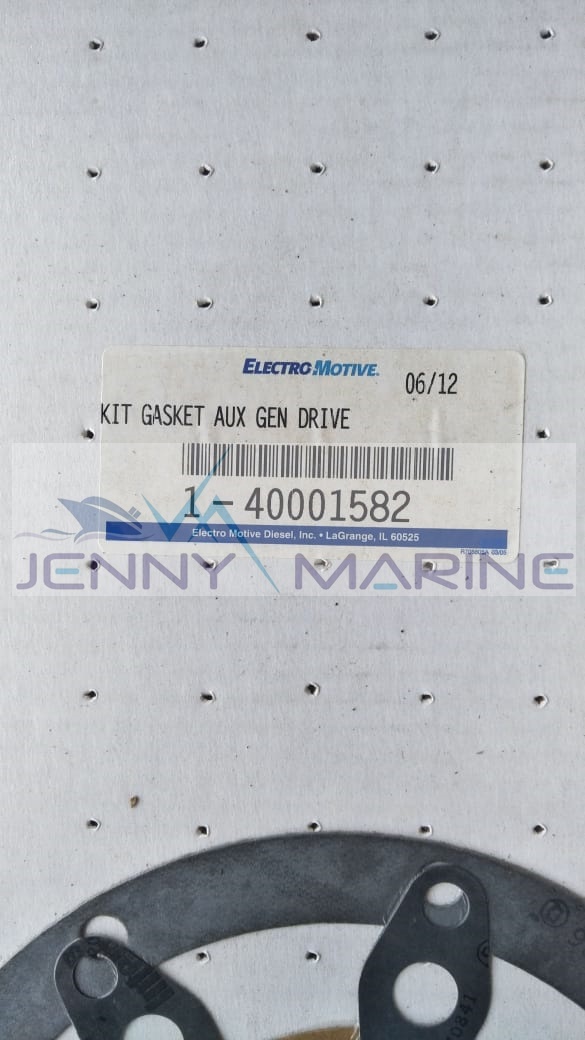 ELECTRO-MOTIVE®
06/12
KIT GASKET AUX GEN DRIVE
1-40001582
Electro Motive Diesel, Inc. • LaGrange, IL 60525
JENNY MARINE